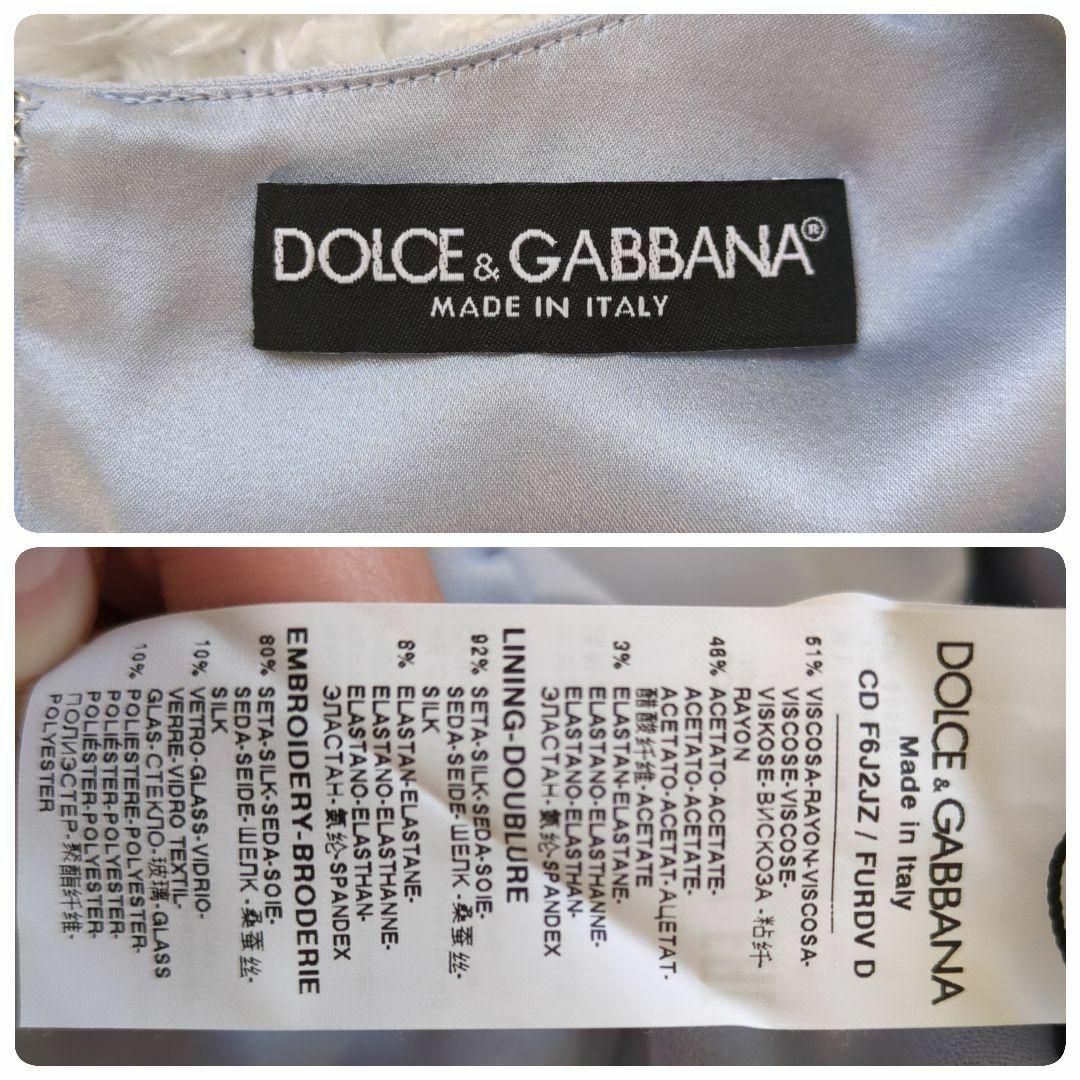 DOLCE & GABBANA®
MADE IN ITALY
DOLCE & GABBANA
Made in Italy
CD F6J2JZ / FURDV D
51% VISCOSA-RAYON-VISCOSA-
VISCOSE-VISCOSE-
VISKOSE-ВИСКОЗА -粘纤-
RAYON
46% ACETATO-ACETATE-
ACETATO-ACÉTATE-
ACETATO-ACETAT-АЦЕТАТ-
醋酸纤维-ACETATE
3% ELASTAN-ELASTANE-
ELASTANO-ELASTHANNE-
ELASTANO-ELASTHAN-
ЭЛАСТАН-氨纶-SPANDEX
LINING-DOUBLURE
92% SETA-SILK-SEDA-SOIE-
SEDA-SEIDE-ШЕЛК -桑蚕丝-
SILK
8% ELASTAN-ELASTANE-
ELASTANO-ELASTHANNE-
ELASTANO-ELASTHAN-
ЭЛАСТАН-氨纶-SPANDEX
EMBROIDERY-BRODERIE
80% SETA-SILK-SEDA-SOIE-
SEDA-SEIDE-ШЕЛК -桑蚕丝-
SILK
10% VETRO-GLASS-VIDRIO-
VERRE-VIDRO TEXTIL-
GLAS-СТЕКЛО-玻璃-GLASS
10% POLIESTERE-POLYESTER-
POLIÉSTER-POLYESTER-
POLIÉSTER-POLYESTER-
ПОЛИЭСТЕР-聚酯纤维-
POLYESTER